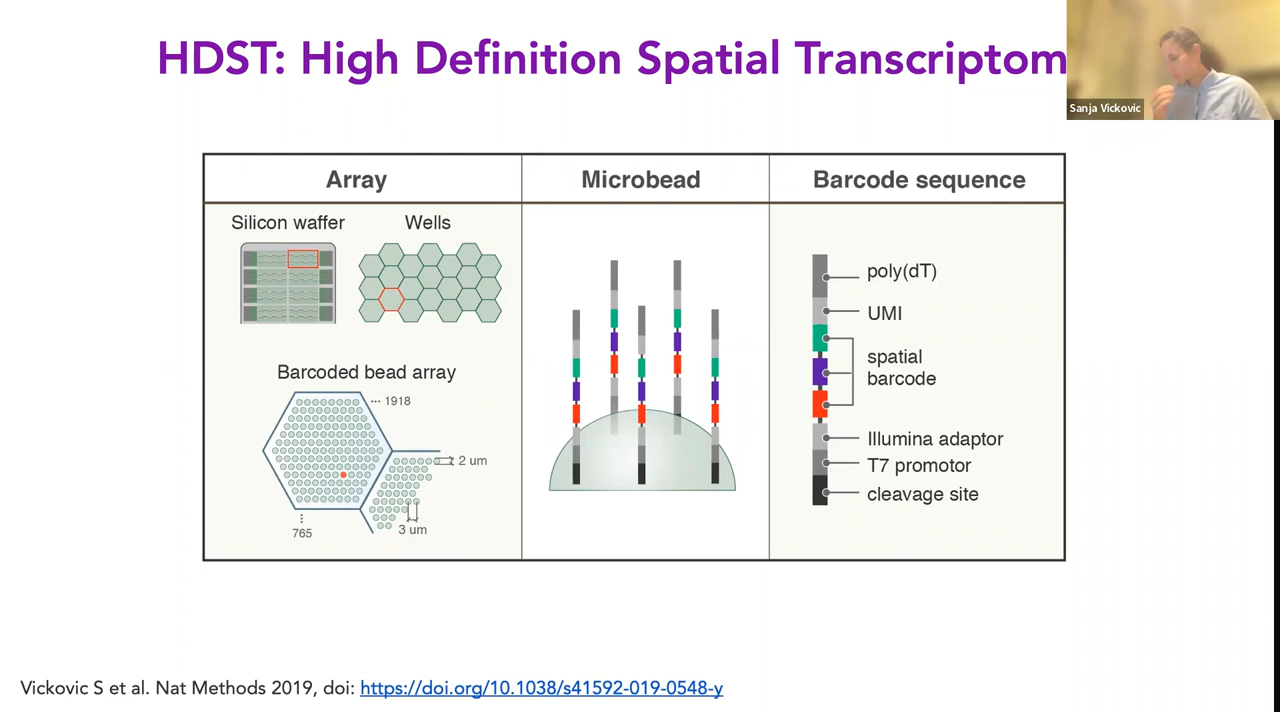 HDST: High Definition Spatial Transcriptom
Sanja Vickovic
Array
Microbead
Barcode sequence
Silicon waffer
Wells
Barcoded bead array
··· 1918
2 um
3 um
765
poly(dT)
UMI
spatial
barcode
Illumina adaptor
T7 promotor
cleavage site
Vickovic S et al. Nat Methods 2019, doi: https://doi.org/10.1038/s41592-019-0548-y